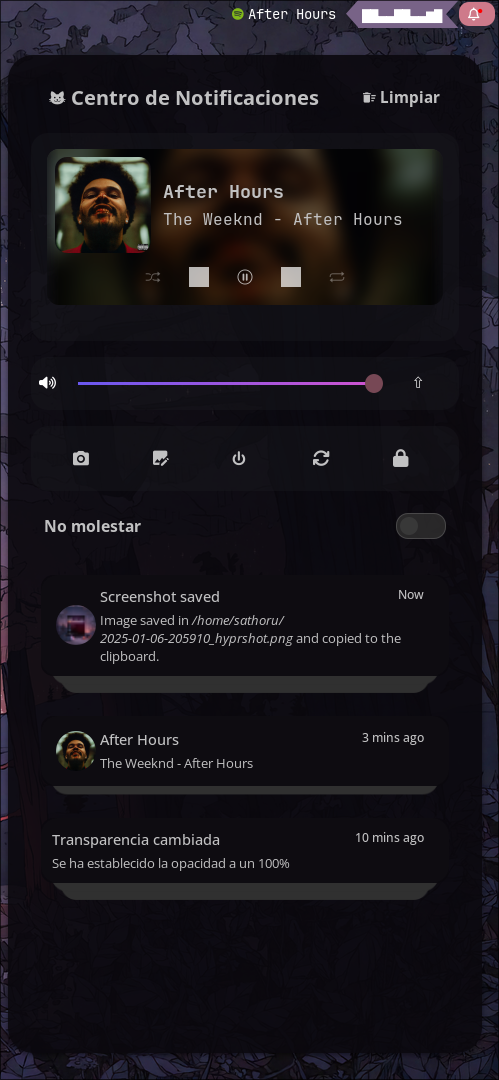 After Hours
Centro de Notificaciones
Limpiar
After Hours
The Weeknd - After Hours
No molestar
Screenshot saved
Now
Image saved in /home/sathoru/
2025-01-06-205910_hyprshot.png and copied to the
clipboard.
After Hours
3 mins ago
The Weeknd - After Hours
Transparencia cambiada
10 mins ago
Se ha establecido la opacidad a un 100%